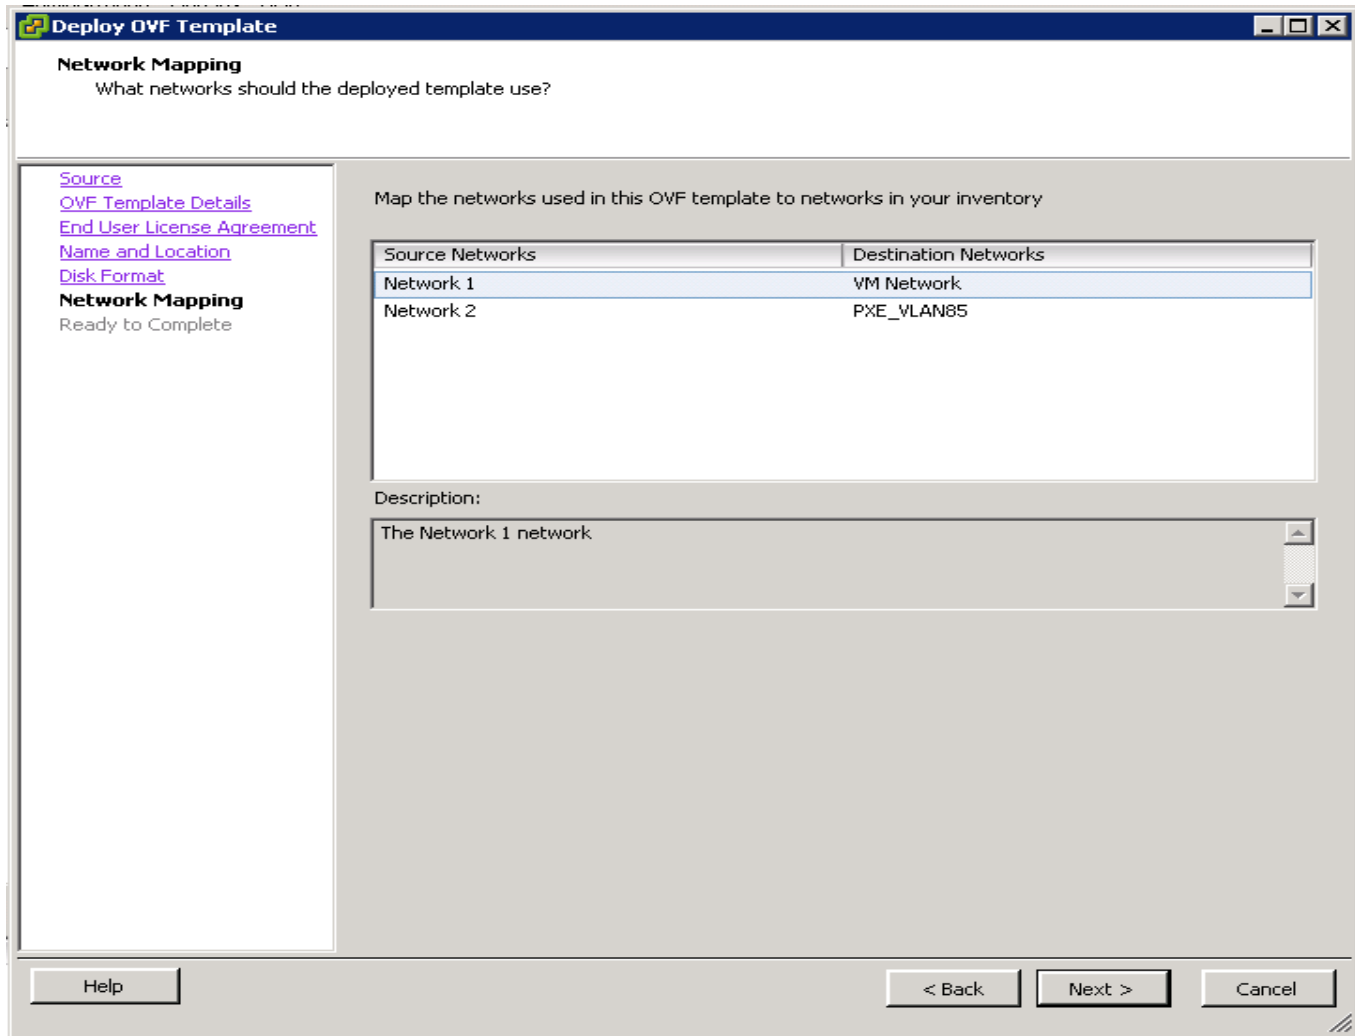 Deploy OVF Template
Network Mapping
What networks should the deployed template use?
Source
OVF Template Details
End User License Agreement
Name and Location
Disk Format
Network Mapping
Ready to Complete
Map the networks used in this OVF template to networks in your inventory
Source Networks Destination Networks
Network 1 VM Network
Network 2 PXE_VLAN85
Description:
The Network 1 network
Help < Back Next > Cancel